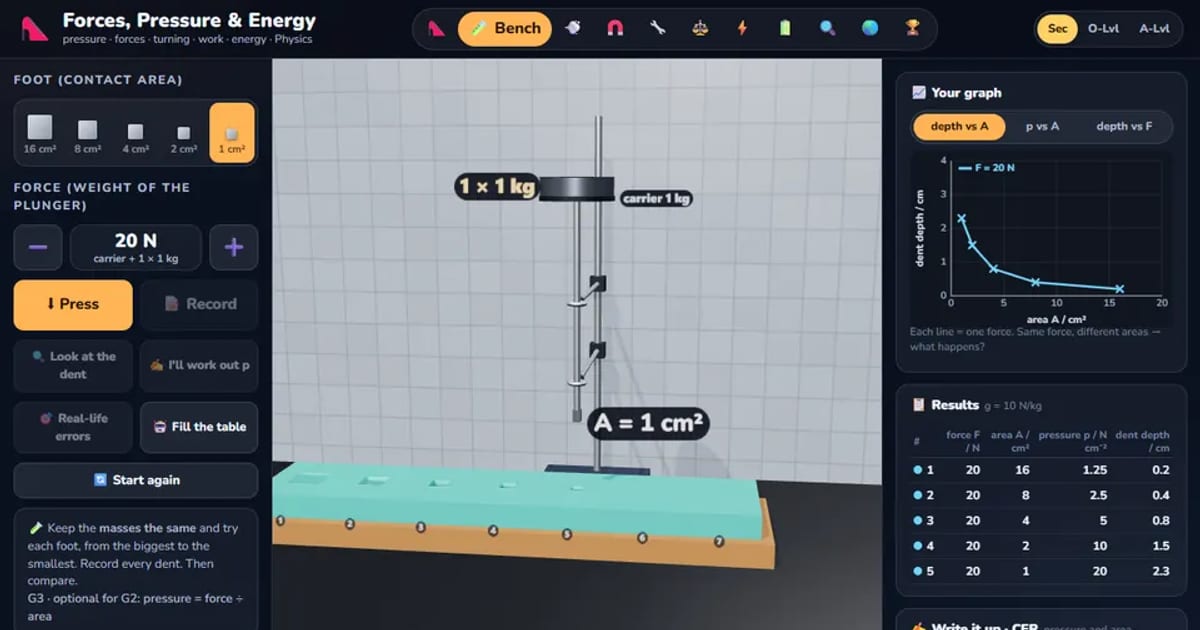 Forces, Pressure & Energy
pressure · forces · turning · work · energy · Physics
Bench
Sec
O-Lvl
A-Lvl
FOOT (CONTACT AREA)
16 cm²
8 cm²
4 cm²
2 cm²
1 cm²
FORCE (WEIGHT OF THE
PLUNGER)
−
20 N
carrier + 1 × 1 kg
+
⬇ Press
Record
Look at the
dent
I'll work out p
Real-life
errors
Fill the table
Start again
Keep the masses the same and try
each foot, from the biggest to the
smallest. Record every dent. Then
compare.
G3 · optional for G2: pressure = force ÷
area
1 × 1 kg
carrier 1 kg
A = 1 cm²
1
2
3
4
5
6
7
Your graph
depth vs A
p vs A
depth vs F
F = 20 N
dent depth / cm
4
3
2
1
0
0
5
10
15
20
area A / cm²
Each line = one force. Same force, different areas —
what happens?
Results g = 10 N/kg
# force F / N area A / cm² pressure p / N cm⁻² dent depth / cm
1 20 16 1.25 0.2
2 20 8 2.5 0.4
3 20 4 5 0.8
4 20 2 10 1.5
5 20 1 20 2.3
Write it up · CER pressure and area